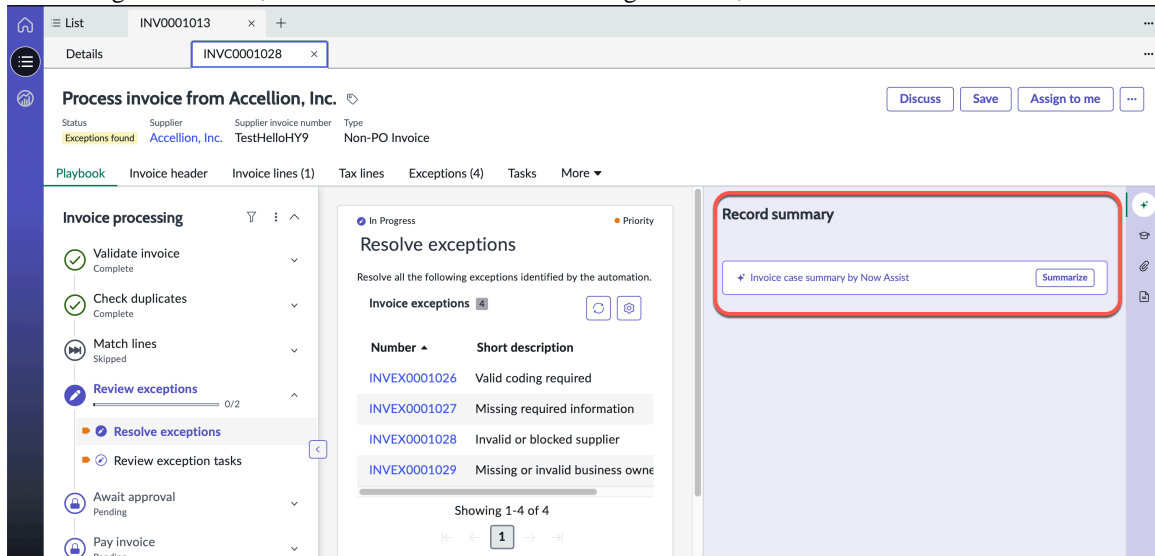 List
INV0001013
Details
INVC0001028
Process invoice from Accellion, Inc.
Discuss
Save
Assign to me
Status
Supplier
Supplier invoice number
Type
Exceptions found
Accellion, Inc.
TestHelloHY9
Non-PO Invoice
Playbook
Invoice header
Invoice lines (1)
Tax lines
Exceptions (4)
Tasks
More
Invoice processing
Validate invoice
Complete
Check duplicates
Complete
Match lines
Skipped
Review exceptions
0/2
Resolve exceptions
Review exception tasks
Await approval
Pending
Pay invoice
In Progress
Priority
Resolve exceptions
Resolve all the following exceptions identified by the automation.
Invoice exceptions 4
Number Short description
INVEX0001026 Valid coding required
INVEX0001027 Missing required information
INVEX0001028 Invalid or blocked supplier
INVEX0001029 Missing or invalid business owne
Showing 1-4 of 4
1
Record summary
Invoice case summary by Now Assist
Summarize